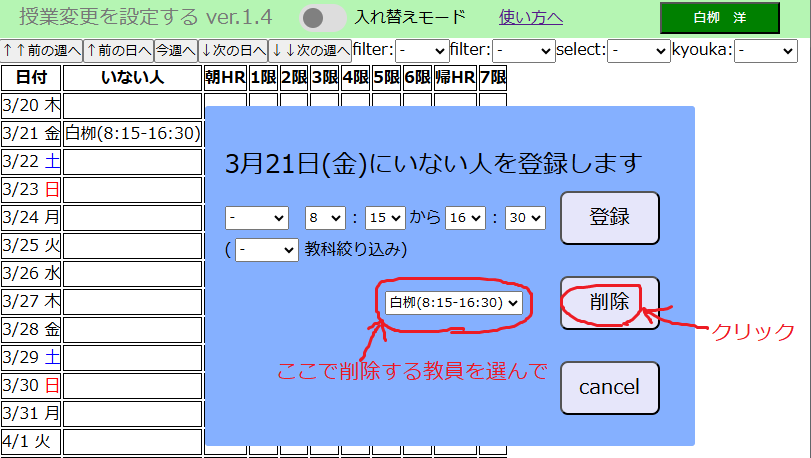 授業変更を設定する ver.1.4 入れ替えモード 使い方へ 白栁 洋
↑↑前の週へ ↑前の日へ 今週へ ↓次の日へ ↓↓次の週へ filter: - filter: - select: - kyouka: -
日付 いない人 朝HR 1限 2限 3限 4限 5限 6限 帰HR 7限
3/20 木
3/21 金 白栁(8:15-16:30)
3/22 土
3/23 日
3/24 月
3/25 火
3/26 水
3/27 木
3/28 金
3/29 土
3/30 日
3/31 月
4/1 火
3月21日(金)にいない人を登録します
- 8 : 15 から 16 : 30 登録
( - 教科絞り込み)
白栁(8:15-16:30) 削除
クリック
ここで削除する教員を選んで
cancel